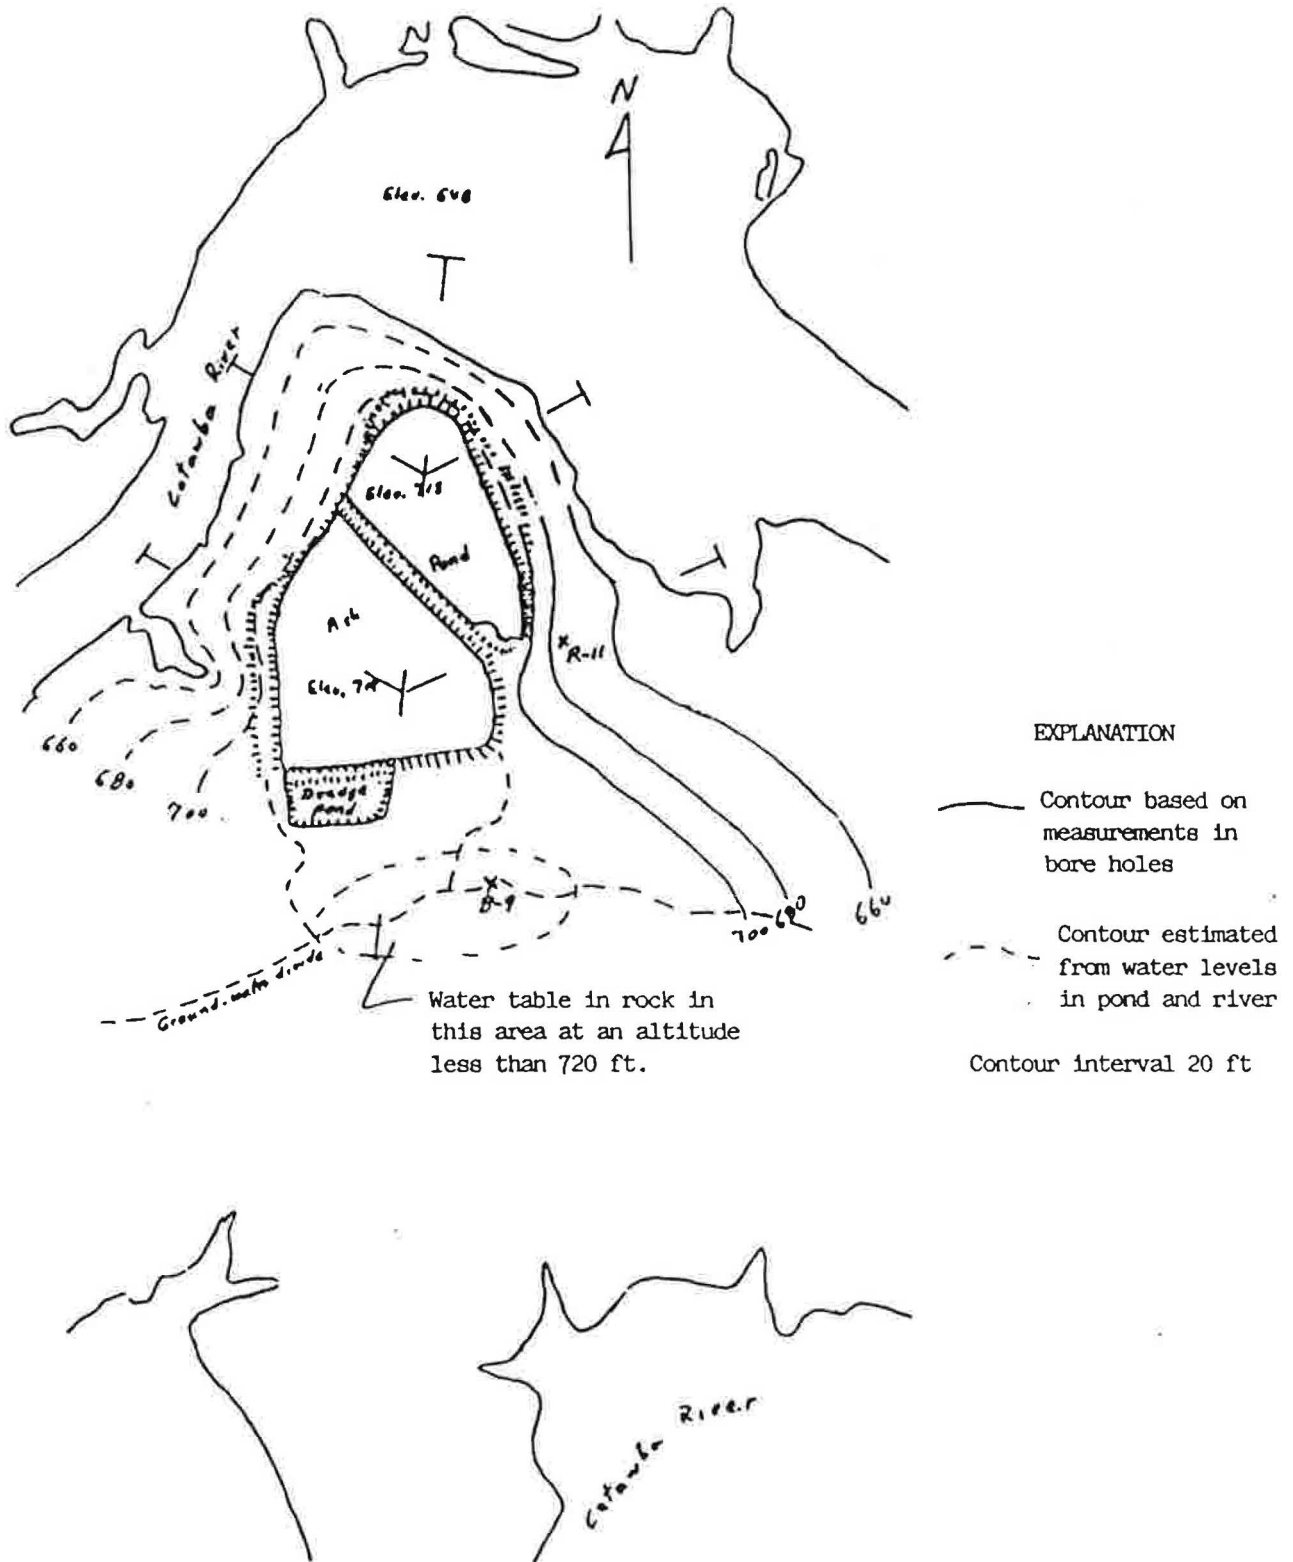 N
Elev. 648
Catawba River
Elev. 718
Pond
Ash
R-11
Elev.
660
680
700
Dredge
Pond
B-9
700
680
660
Ground-water divide
Water table in rock in
this area at an altitude
less than 720 ft.
EXPLANATION
Contour based on
measurements in
bore holes
Contour estimated
from water levels
in pond and river
Contour interval 20 ft
Catawba River